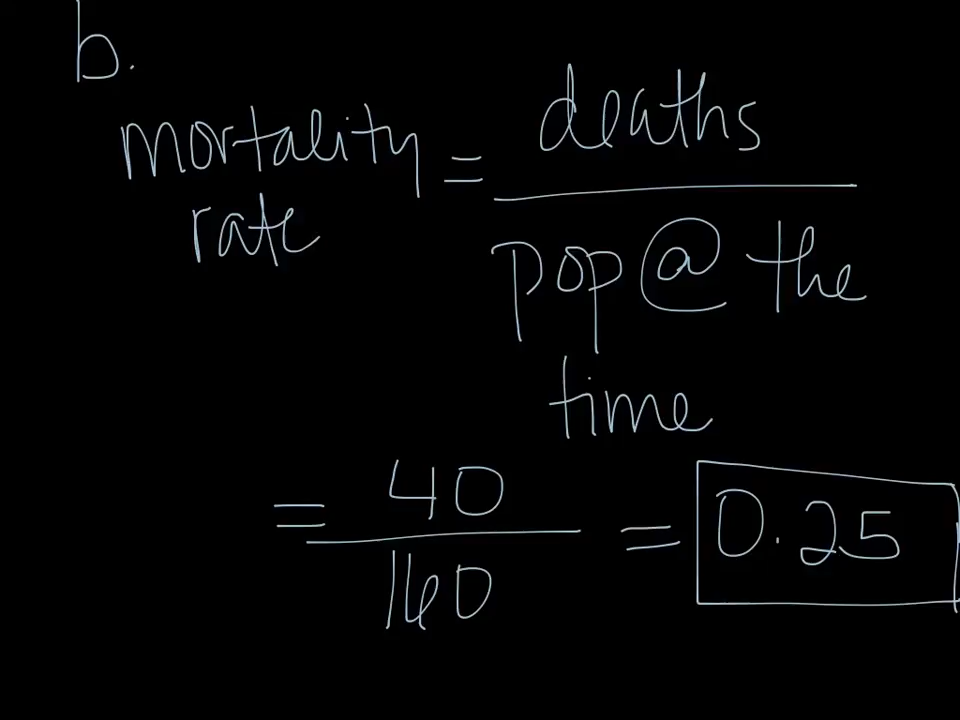 b.
mortality rate = deaths
pop @ the time
= 40
160
= 0.25